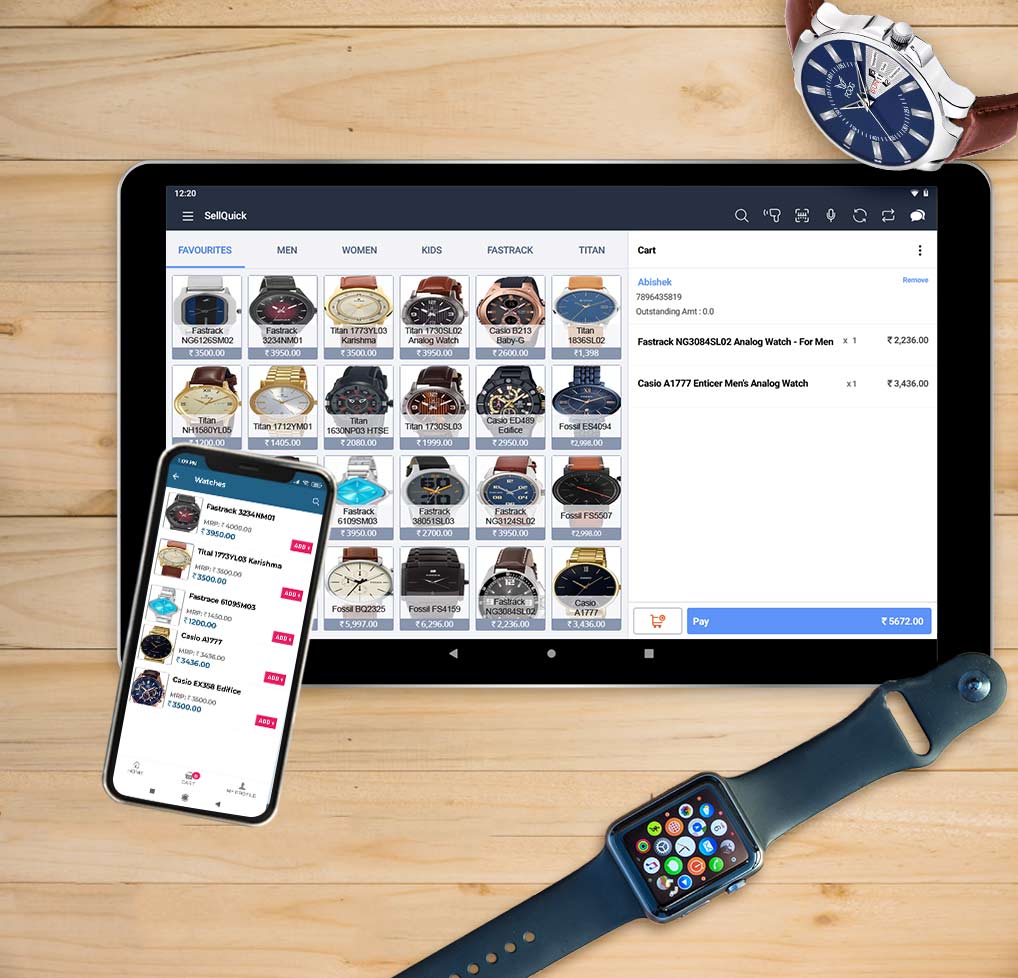 12:20
SellQuick
FAVOURITES MEN WOMEN KIDS FASTRACK TITAN
Cart
Abishek Remove
7896435819
Outstanding Amt : 0.0
Fastrack NG3084SL02 Analog Watch - For Men x 1 ₹ 2,236.00
Casio A1777 Enticer Men's Analog Watch x 1 ₹ 3,436.00
Pay ₹ 5672.00
Fastrack
NG6126SM02
₹ 3500.00
Fastrack
3234NM01
₹ 3950.00
Titan 1773YL03
Karishma
₹ 3500.00
Titan 1730SL02
Analog Watch
₹ 3950.00
Casio B213
Baby-G
₹ 2600.00
Titan
1836SL02
₹1,398
Titan
NH1580YL05
₹ 1200.00
Titan 1712YM01
₹ 1405.00
Titan
1630NP03 HTSE
₹ 2080.00
Titan 1730SL03
₹ 1999.00
Casio ED489
Edifice
₹ 2950.00
Fossil ES4094
₹2,998.00
Fastrack
6109SM03
₹ 3950.00
Fastrack
38051SL03
₹ 2700.00
Fastrack
NG3124SL02
₹ 3950.00
Fossil FS5507
₹2,998.00
Fossil BQ2325
₹ 5,997.00
Fossil FS4159
₹ 6,296.00
Fastrack
NG3084SL02
₹ 2,236.00
Casio
A1777
₹ 3,436.00
1:09 PM
Watches
Fastrack 3234NM01
MRP: ₹ 4000.00
₹ 3950.00
ADD +
Tital 1773YL03 Karishma
MRP: ₹ 3500.00
₹ 3500.00
ADD +
Fastrace 61095M03
MRP: ₹ 1450.00
₹ 1200.00
ADD +
Casio A1777
MRP: ₹ 3436.00
₹ 3436.00
ADD +
Casio EX358 Edifice
MRP: ₹ 3500.00
₹ 3500.00
ADD +
HOME CART MY PROFILE